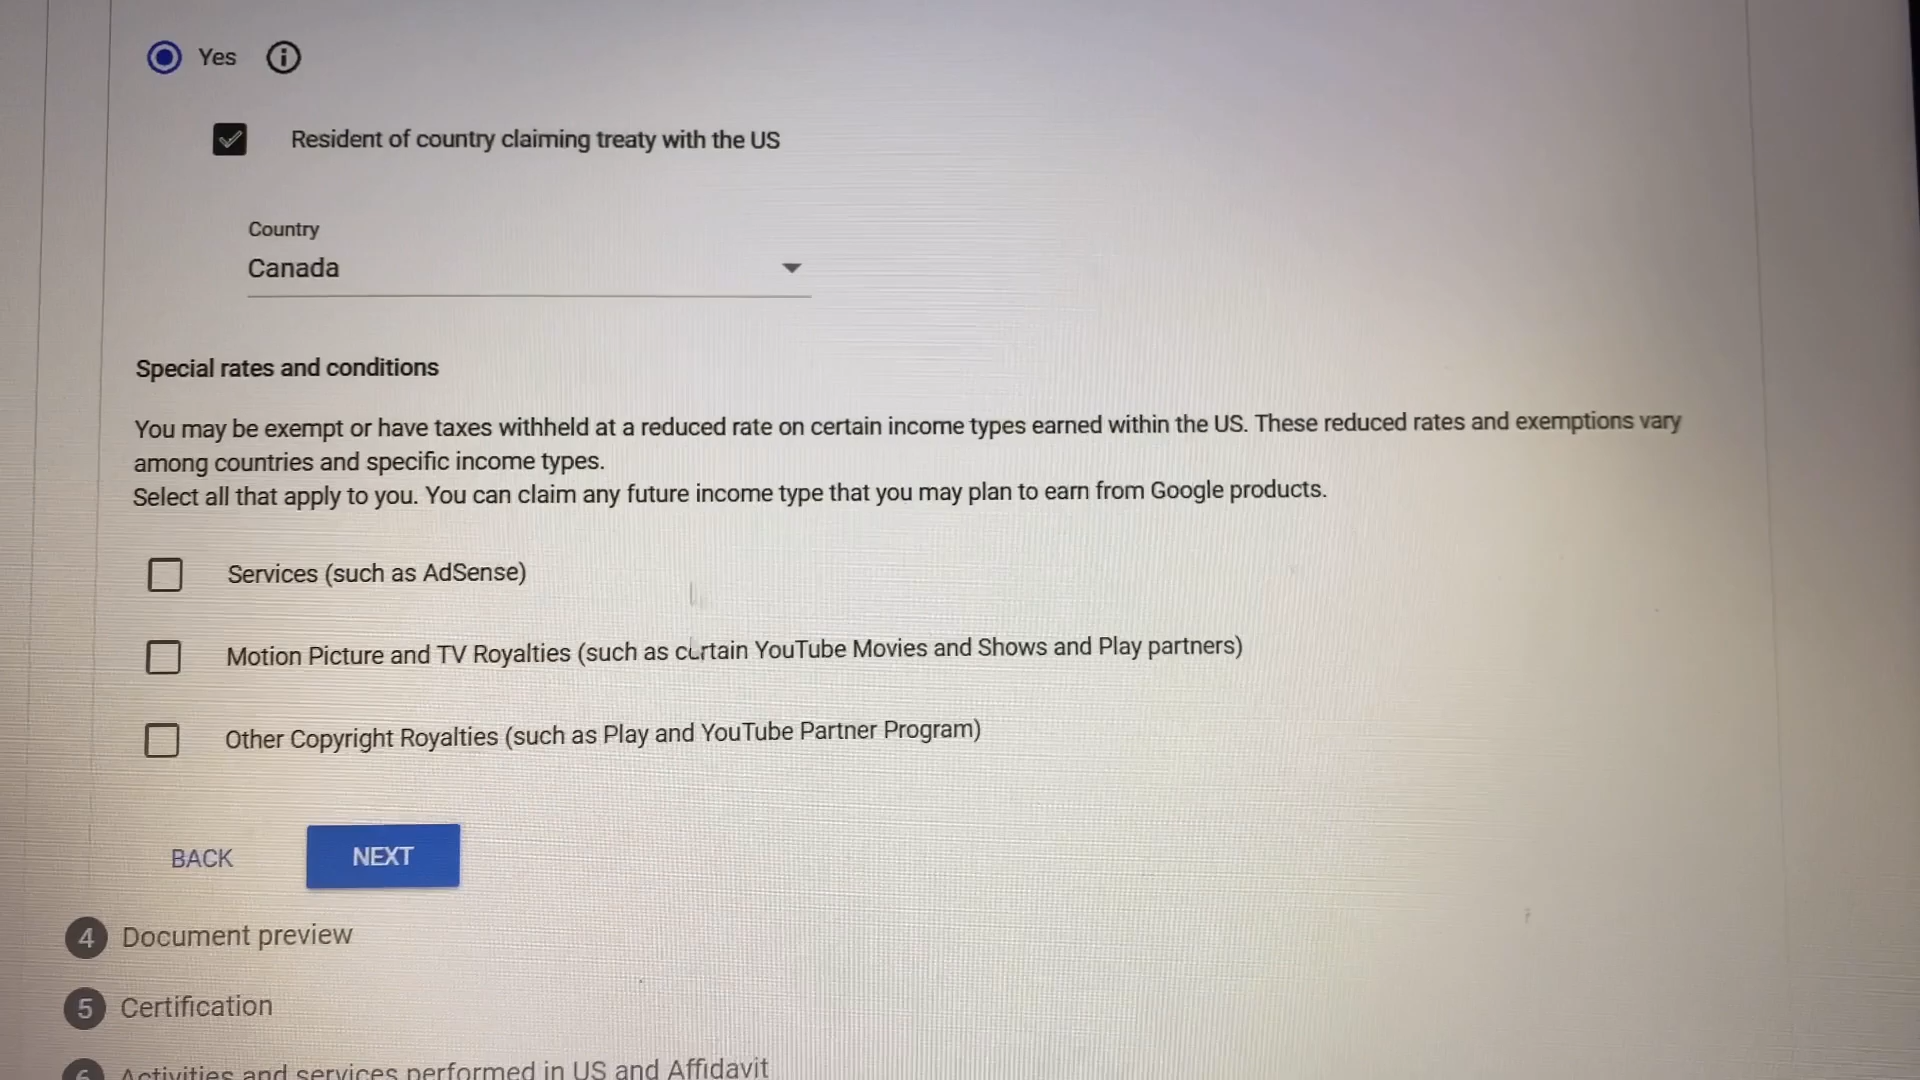 Yes
Resident of country claiming treaty with the US
Country
Canada
Special rates and conditions
You may be exempt or have taxes withheld at a reduced rate on certain income types earned within the US. These reduced rates and exemptions vary
among countries and specific income types.
Select all that apply to you. You can claim any future income type that you may plan to earn from Google products.
Services (such as AdSense)
Motion Picture and TV Royalties (such as certain YouTube Movies and Shows and Play partners)
Other Copyright Royalties (such as Play and YouTube Partner Program)
BACK NEXT
4 Document preview
5 Certification
6 Activities and services performed in US and Affidavit